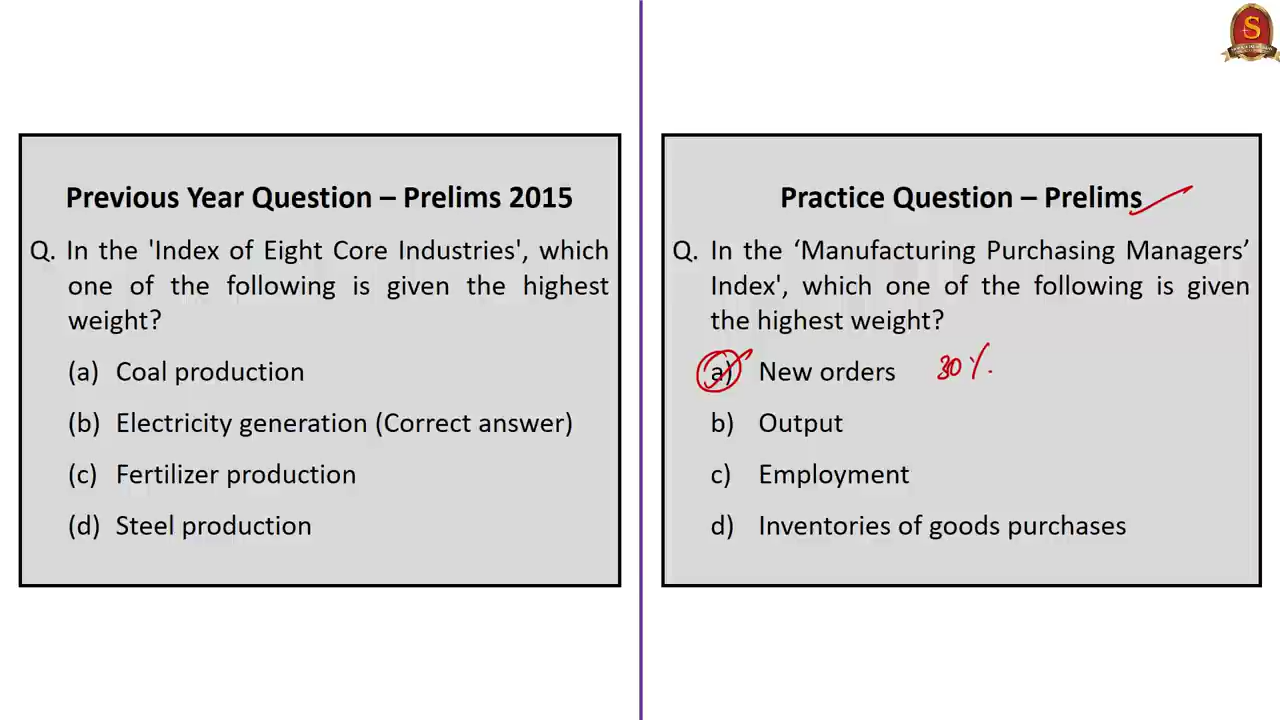 S
Previous Year Question – Prelims 2015
Q. In the 'Index of Eight Core Industries', which
one of the following is given the highest
weight?
(a) Coal production
(b) Electricity generation (Correct answer)
(c) Fertilizer production
(d) Steel production
Practice Question – Prelims
Q. In the ‘Manufacturing Purchasing Managers’
Index', which one of the following is given
the highest weight?
a) New orders 30%
b) Output
c) Employment
d) Inventories of goods purchases